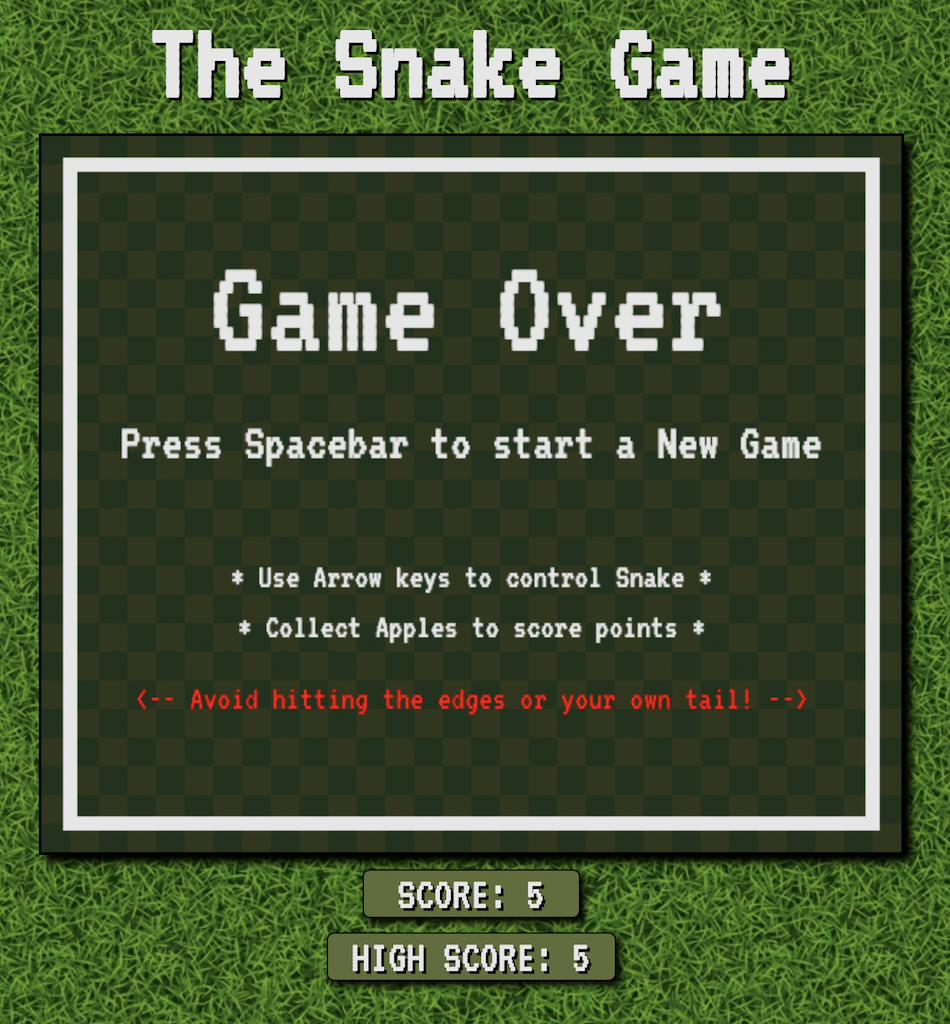 The Snake Game
Game Over
Press Spacebar to start a New Game
* Use Arrow keys to control Snake *
* Collect Apples to score points *
<-- Avoid hitting the edges or your own tail! -->
SCORE: 5
HIGH SCORE: 5